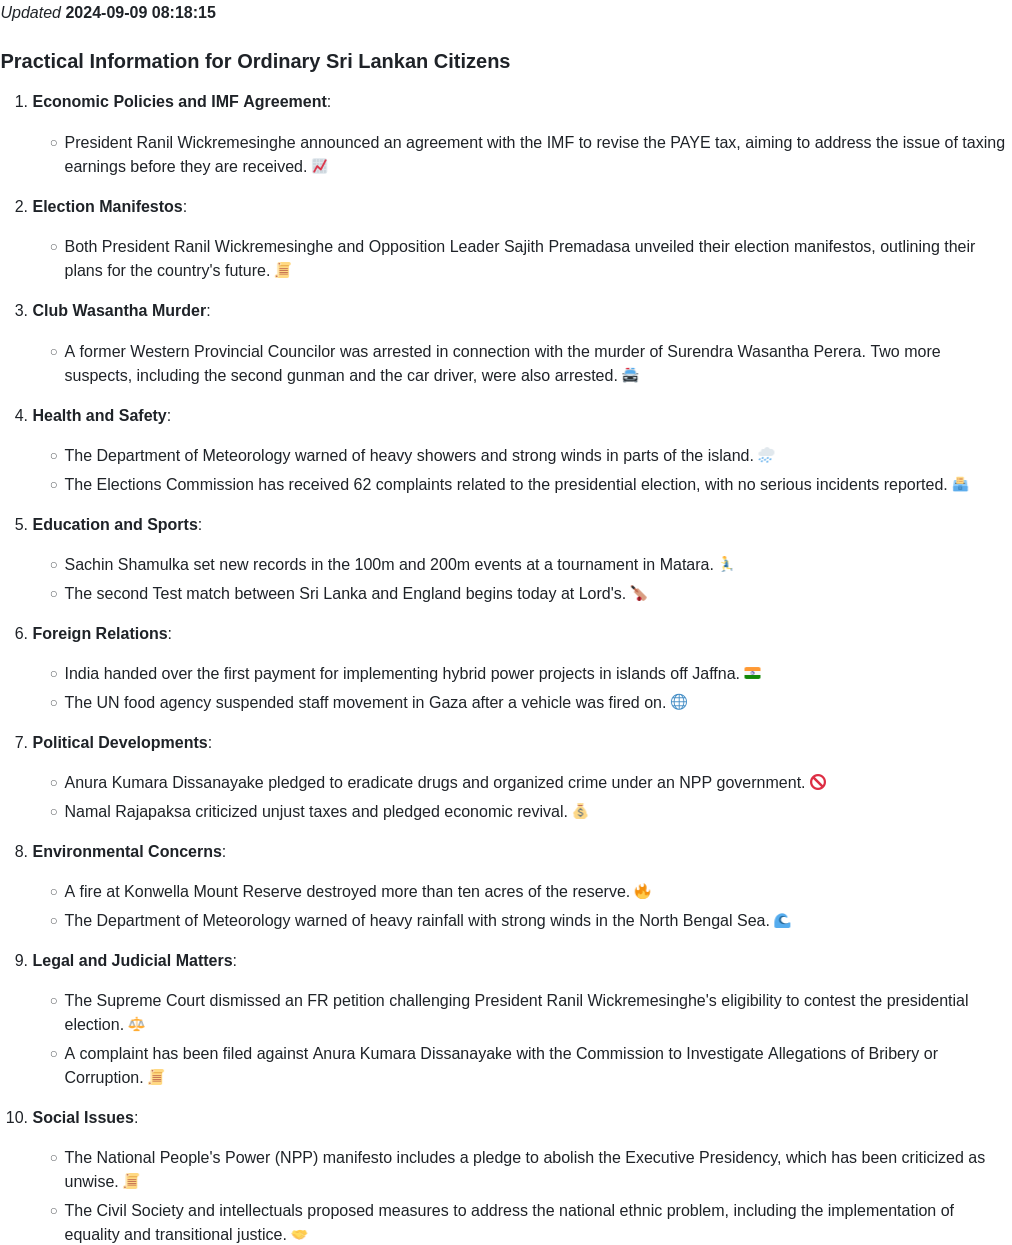 Updated 2024-09-09 08:18:15
Practical Information for Ordinary Sri Lankan Citizens
1. Economic Policies and IMF Agreement:
○ President Ranil Wickremesinghe announced an agreement with the IMF to revise the PAYE tax, aiming to address the issue of taxing
earnings before they are received. 📈
2. Election Manifestos:
○ Both President Ranil Wickremesinghe and Opposition Leader Sajith Premadasa unveiled their election manifestos, outlining their
plans for the country's future. 📜
3. Club Wasantha Murder:
○ A former Western Provincial Councilor was arrested in connection with the murder of Surendra Wasantha Perera. Two more
suspects, including the second gunman and the car driver, were also arrested. 🚔
4. Health and Safety:
○ The Department of Meteorology warned of heavy showers and strong winds in parts of the island. 🌨️
○ The Elections Commission has received 62 complaints related to the presidential election, with no serious incidents reported. 🗳️
5. Education and Sports:
○ Sachin Shamulka set new records in the 100m and 200m events at a tournament in Matara. 🏃‍♂️
○ The second Test match between Sri Lanka and England begins today at Lord's. 🏏
6. Foreign Relations:
○ India handed over the first payment for implementing hybrid power projects in islands off Jaffna. 🇮🇳
○ The UN food agency suspended staff movement in Gaza after a vehicle was fired on. 🌐
7. Political Developments:
○ Anura Kumara Dissanayake pledged to eradicate drugs and organized crime under an NPP government. 🚫
○ Namal Rajapaksa criticized unjust taxes and pledged economic revival. 💰
8. Environmental Concerns:
○ A fire at Konwella Mount Reserve destroyed more than ten acres of the reserve. 🔥
○ The Department of Meteorology warned of heavy rainfall with strong winds in the North Bengal Sea. 🌊
9. Legal and Judicial Matters:
○ The Supreme Court dismissed an FR petition challenging President Ranil Wickremesinghe's eligibility to contest the presidential
election. ⚖️
○ A complaint has been filed against Anura Kumara Dissanayake with the Commission to Investigate Allegations of Bribery or
Corruption. 📜
10. Social Issues:
○ The National People's Power (NPP) manifesto includes a pledge to abolish the Executive Presidency, which has been criticized as
unwise. 📜
○ The Civil Society and intellectuals proposed measures to address the national ethnic problem, including the implementation of
equality and transitional justice. 🤝